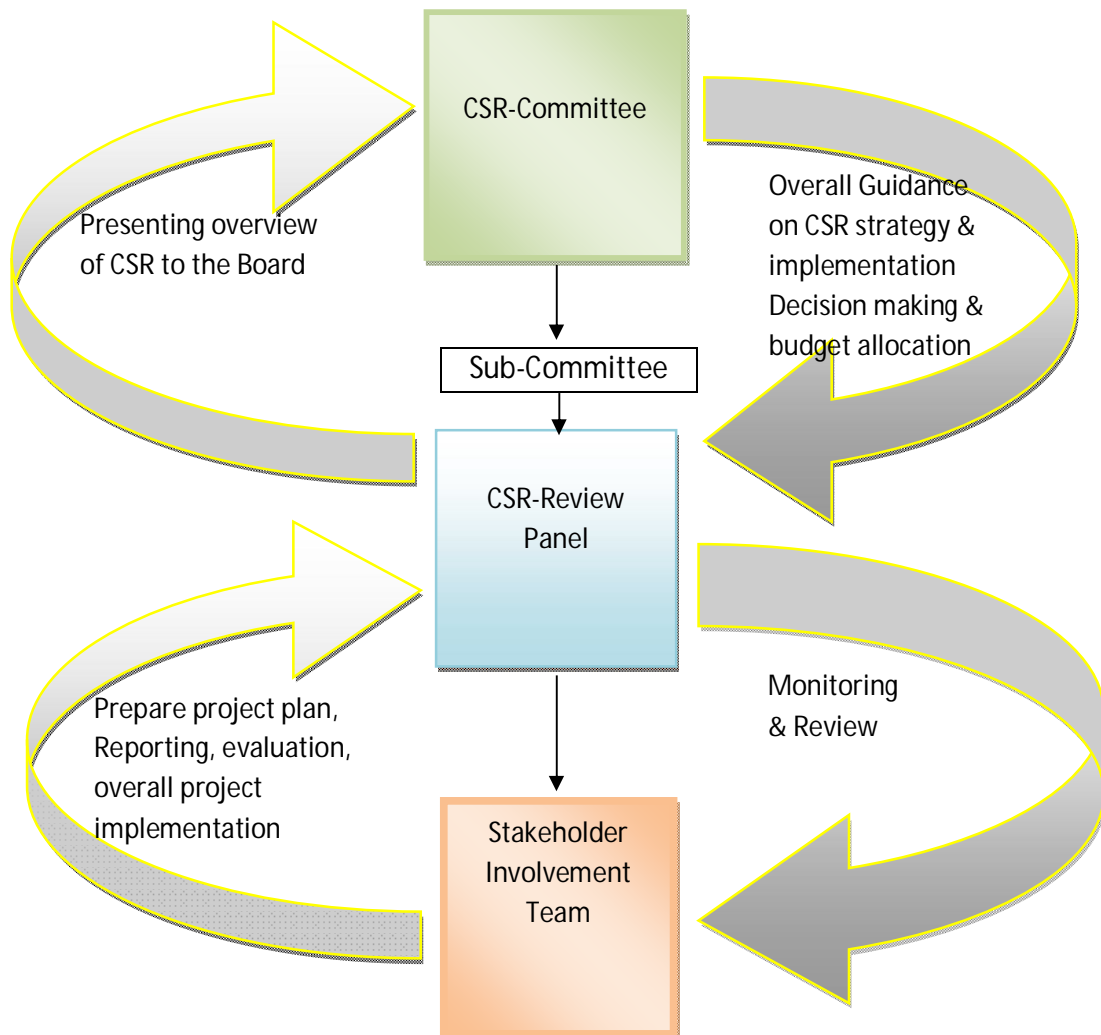 CSR-Committee
Presenting overview
of CSR to the Board
Overall Guidance
on CSR strategy &
implementation
Decision making &
budget allocation
Sub-Committee
CSR-Review
Panel
Prepare project plan,
Reporting, evaluation,
overall project
implementation
Monitoring
& Review
Stakeholder
Involvement
Team